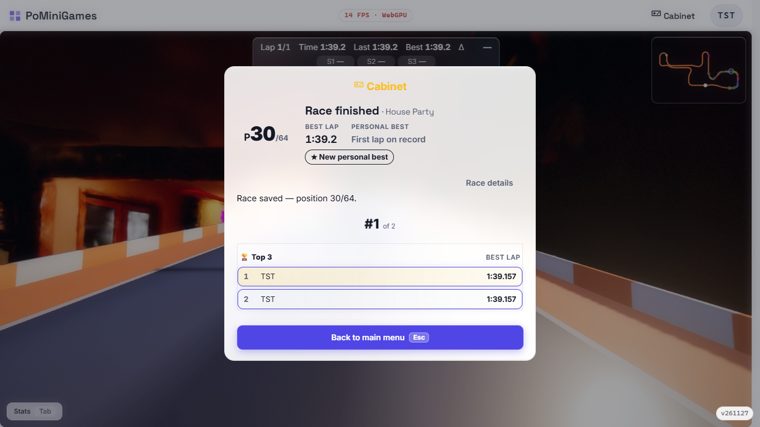 PoMiniGames
14 FPS · WebGPU
Cabinet
TST
Lap 1/1 Time 1:39.2 Last 1:39.2 Best 1:39.2 Δ —
S1 — S2 — S3 —
Cabinet
P30/64
Race finished · House Party
BEST LAP PERSONAL BEST
1:39.2 First lap on record
★ New personal best
Race details
Race saved — position 30/64.
#1 of 2
Top 3 BEST LAP
1 TST 1:39.157
2 TST 1:39.157
Back to main menu Esc
Stats Tab
v261127